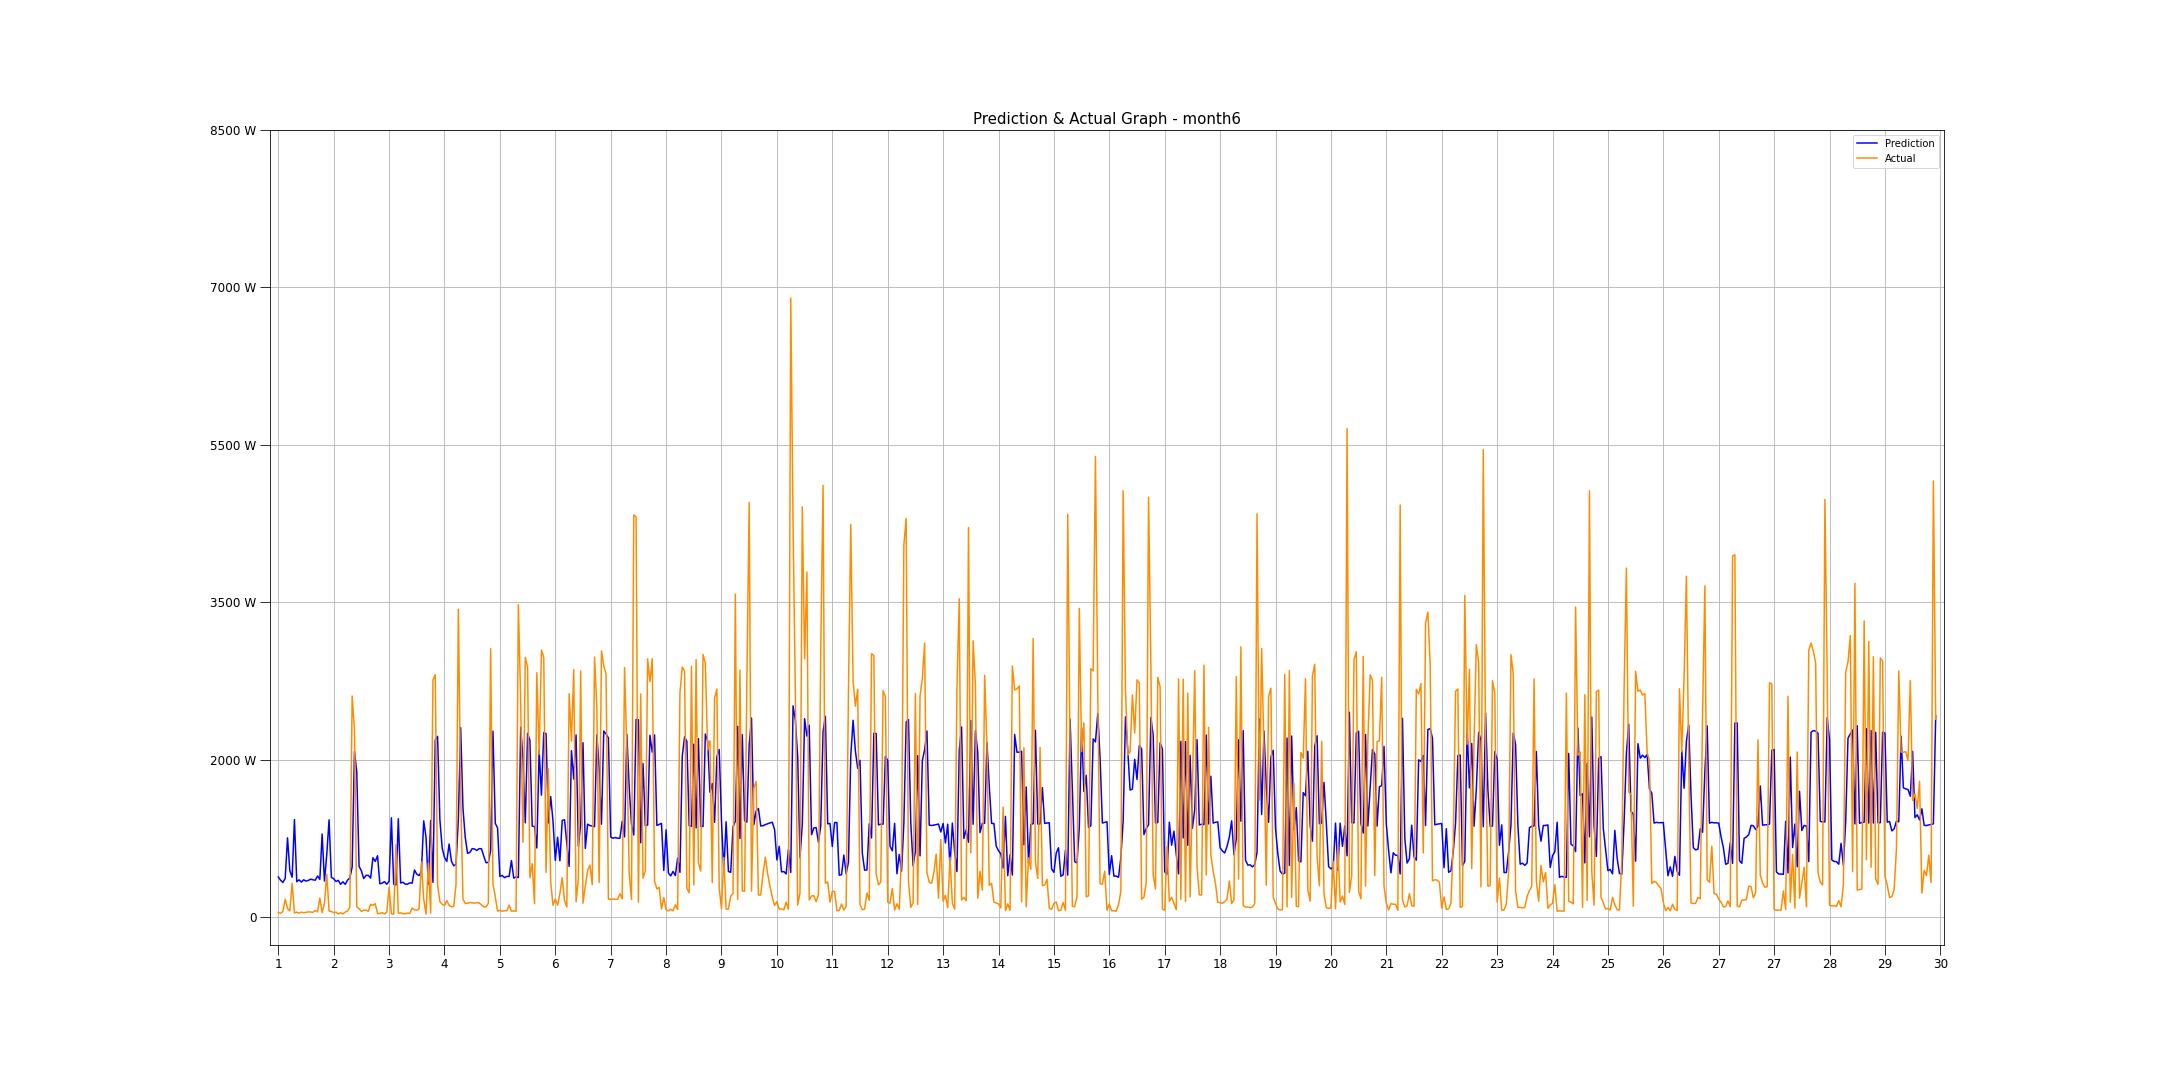 Prediction & Actual Graph - month6
8500 W
Prediction
Actual
7000 W
5500 W
3500 W
2000 W
0
1 2 3 4 5 6 7 8 9 10 11 12 13 14 15 16 17 18 19 20 21 22 23 24 25 26 27 27 28 29 30